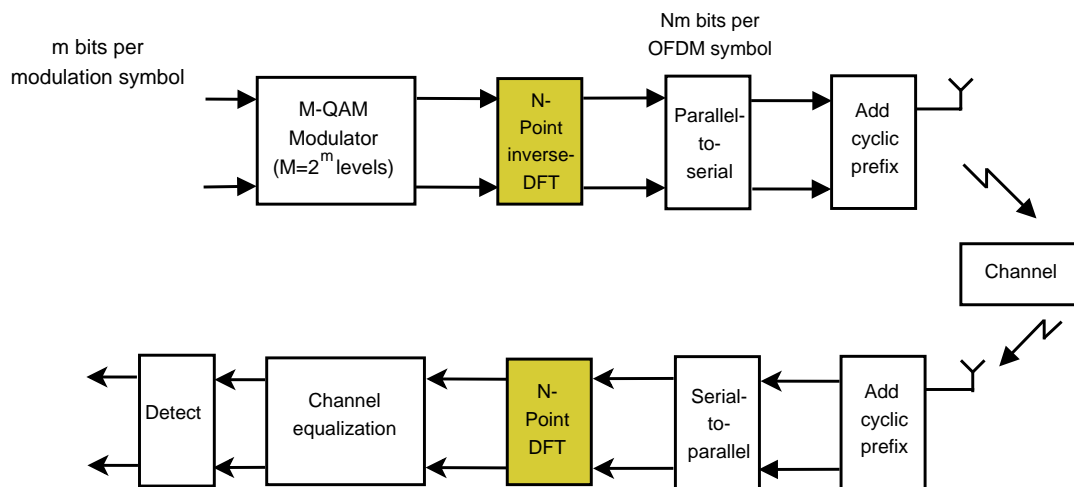 m bits per
modulation symbol
Nm bits per
OFDM symbol
M-QAM
Modulator
(M=2^m levels)
N-
Point
inverse-
DFT
Parallel-
to-
serial
Add
cyclic
prefix
Channel
Detect
Channel
equalization
N-
Point
DFT
Serial-
to-
parallel
Add
cyclic
prefix